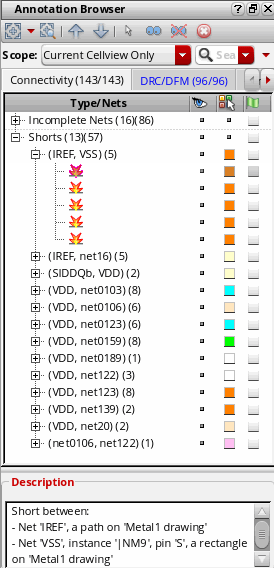 Annotation Browser
Scope: Current Cellview Only Sea
Connectivity (143/143) DRC/DFM (96/96)
Type/Nets
Incomplete Nets (16)(86)
Shorts (13)(57)
(IREF, VSS) (5)
(IREF, net16) (5)
(SIDDQb, VDD) (2)
(VDD, net0103) (8)
(VDD, net0106) (6)
(VDD, net0123) (6)
(VDD, net0159) (8)
(VDD, net0189) (1)
(VDD, net122) (3)
(VDD, net123) (8)
(VDD, net139) (2)
(VDD, net20) (2)
(net0106, net122) (1)
Description
Short between:
- Net 'IREF', a path on 'Metal1 drawing'
- Net 'VSS', instance '|NM9', pin 'S', a rectangle
on 'Metal1 drawing'